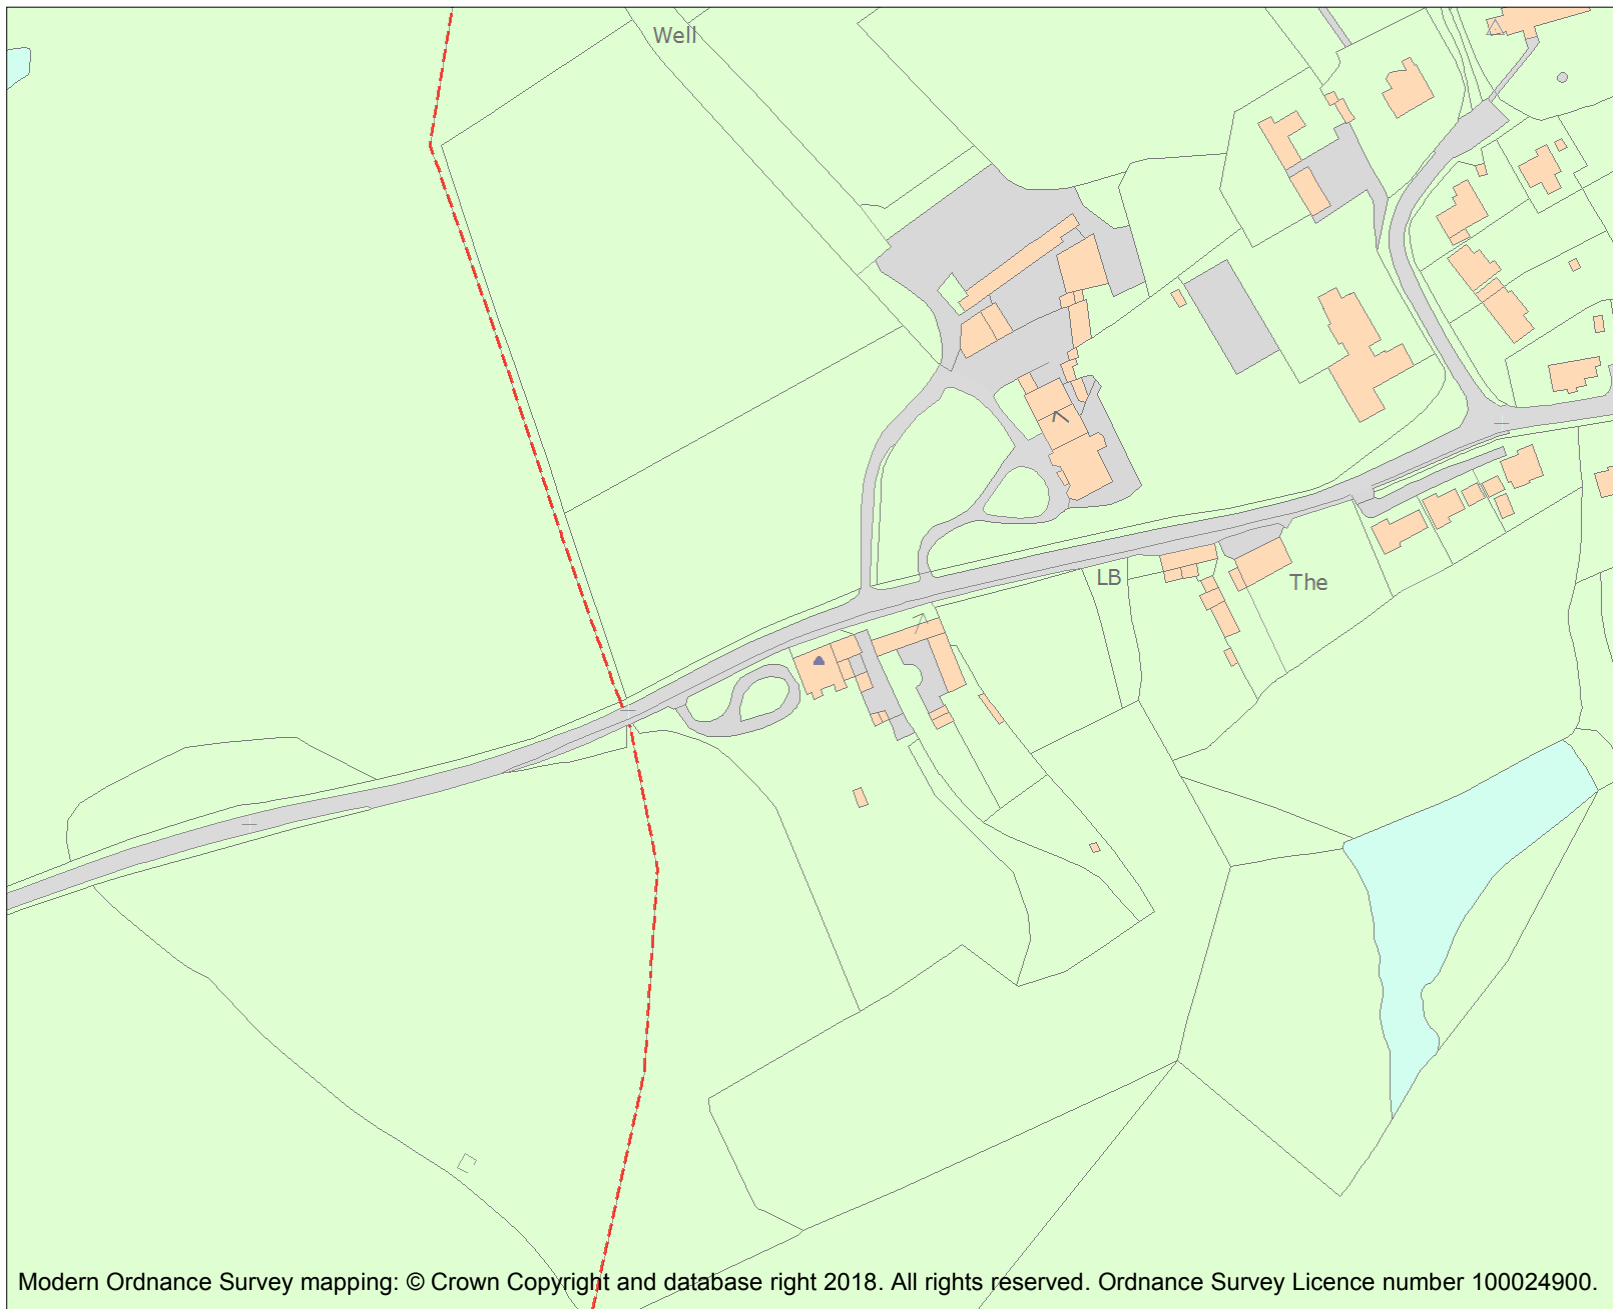 Well
LB
The
Modern Ordnance Survey mapping: © Crown Copyright and database right 2018. All rights reserved. Ordnance Survey Licence number 100024900.